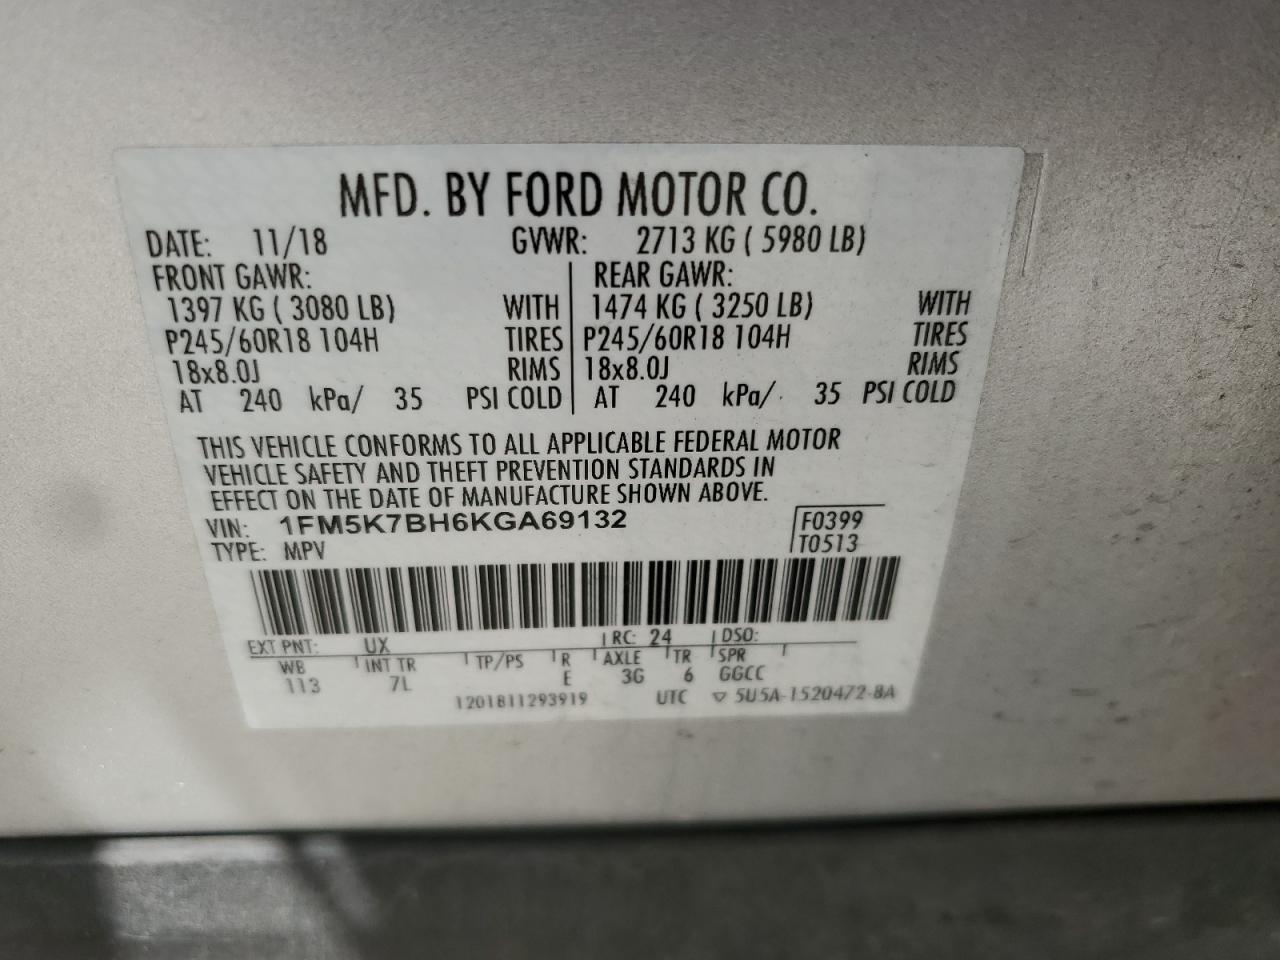 MFD. BY FORD MOTOR CO.
DATE: 11/18 GVWR: 2713 KG ( 5980 LB)
FRONT GAWR: REAR GAWR:
1397 KG ( 3080 LB) WITH 1474 KG ( 3250 LB) WITH
P245/60R18 104H TIRES P245/60R18 104H TIRES
18x8.0J RIMS 18x8.0J RIMS
AT 240 kPa/ 35 PSI COLD AT 240 kPa/ 35 PSI COLD
THIS VEHICLE CONFORMS TO ALL APPLICABLE FEDERAL MOTOR
VEHICLE SAFETY AND THEFT PREVENTION STANDARDS IN
EFFECT ON THE DATE OF MANUFACTURE SHOWN ABOVE.
VIN: 1FM5K7BH6KGA69132 F0399
TYPE: MPV T0513
EXT PNT: UX RC: 24 DSO:
WB INT TR TP/PS R AXLE TR SPR
113 7L E 3G 6 GGCC
1201811293919 UTC ▽ 5U5A-1520472-BA